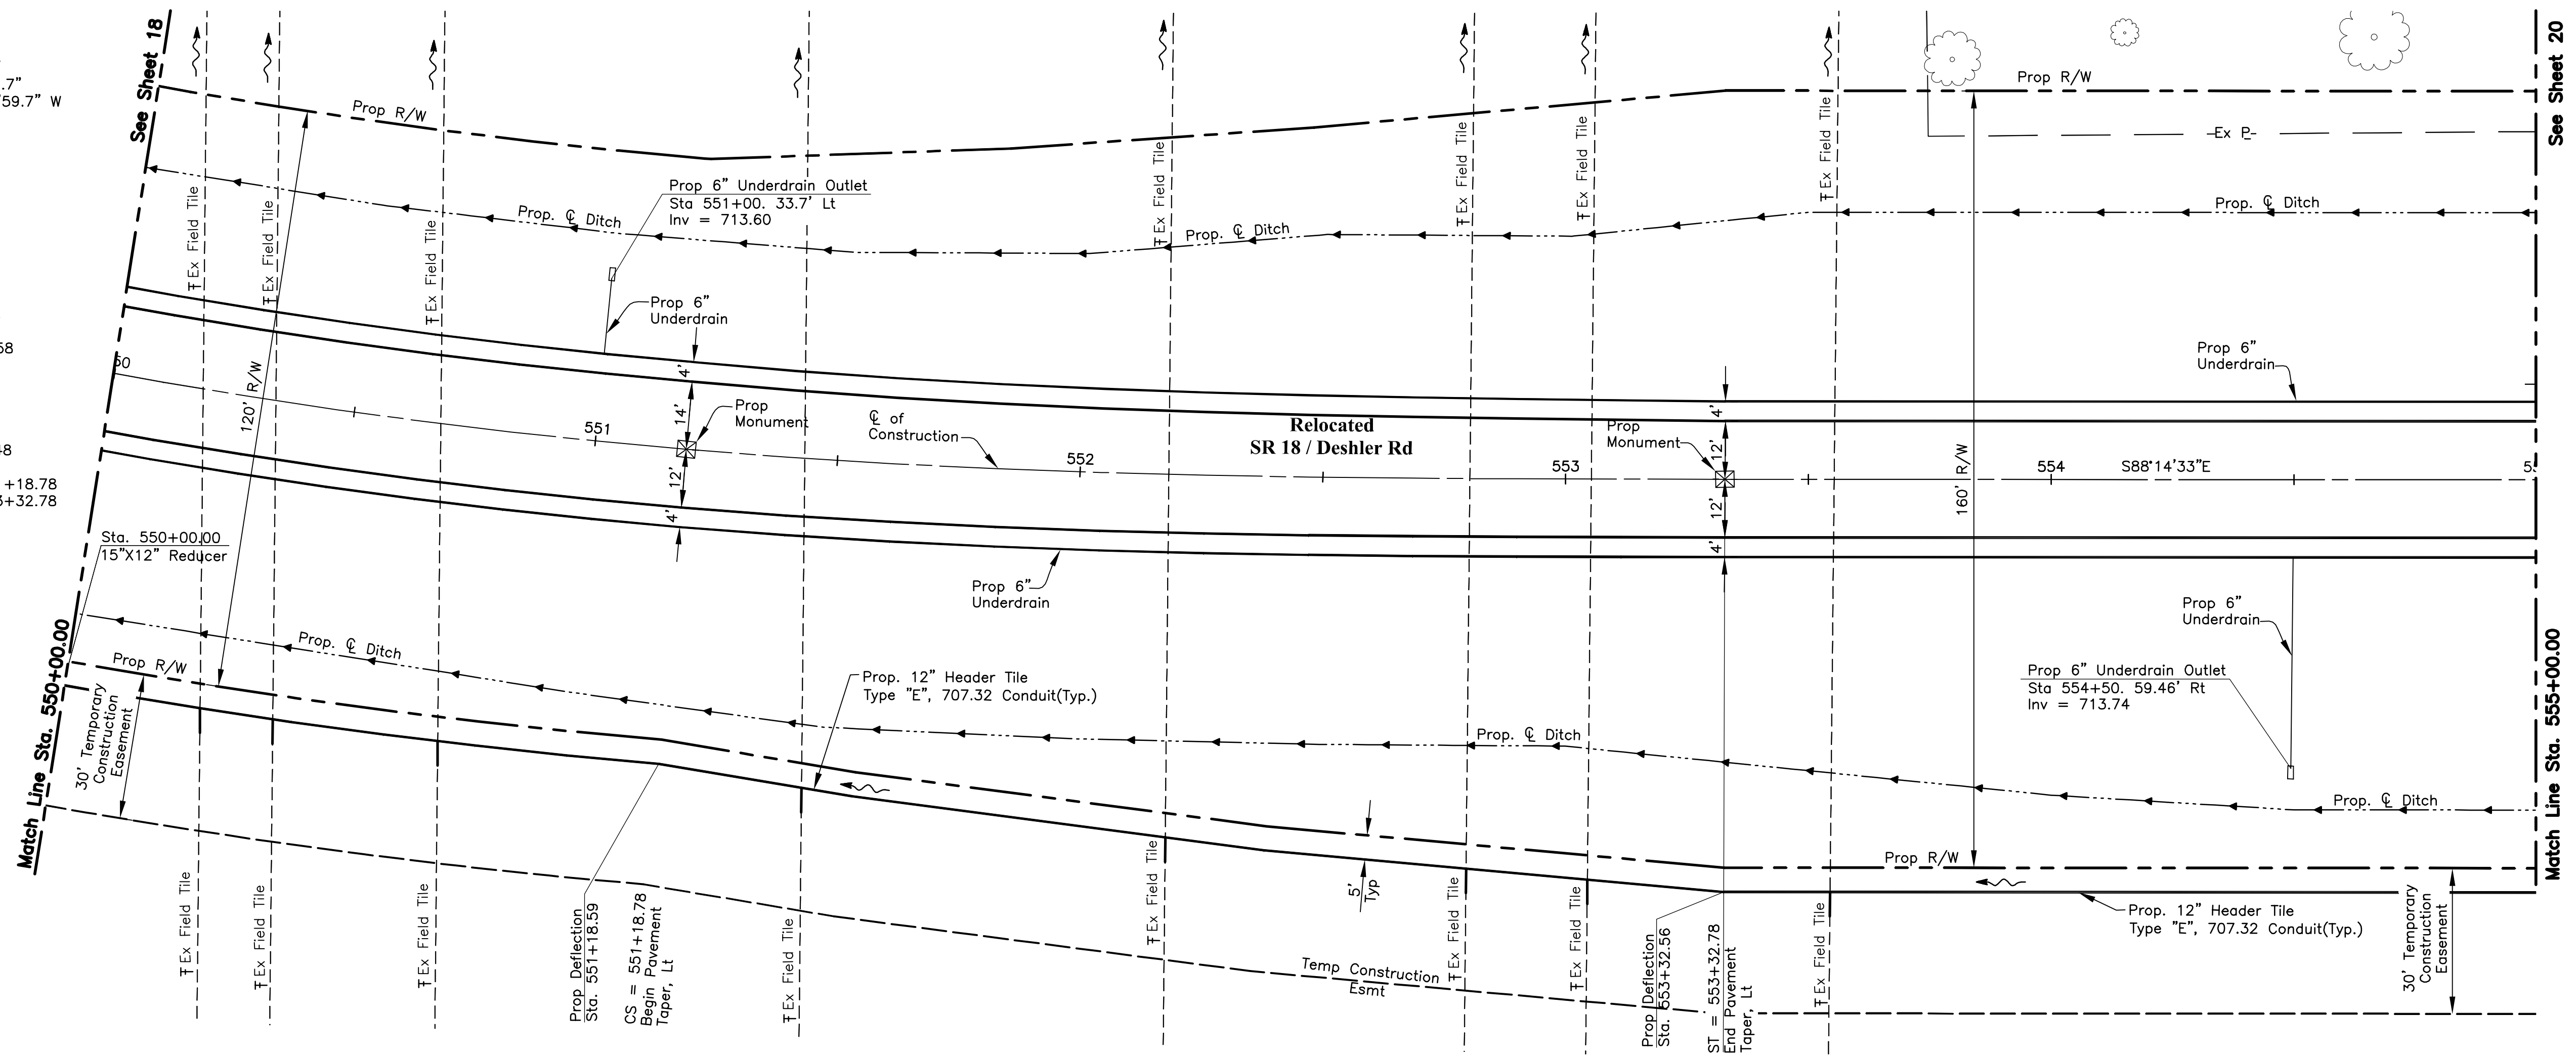 See Sheet 18
.7"
'59.7" W
58
48
+18.78
3+32.78
Prop R/W
Prop. ℄ Ditch
Prop 6" Underdrain Outlet
Sta 551+00. 33.7' Lt
Inv = 713.60
Prop. ℄ Ditch
Prop R/W
Ex P
Prop. ℄ Ditch
See Sheet 20
Ex Field Tile
Ex Field Tile
Ex Field Tile
Ex Field Tile
Ex Field Tile
Ex Field Tile
Ex Field Tile
Prop 6"
Underdrain
Prop 6"
Underdrain
50
120' R/W
4'
14'
12'
4'
551
Prop
Monument
℄ of
Construction
552
Relocated
SR 18 / Deshler Rd
553
Prop
Monument
4'
12'
12'
4'
160' R/W
554
S88°14'33"E
Sta. 550+00.00
15"X12" Reducer
Prop 6"
Underdrain
Prop 6"
Underdrain
Prop 6" Underdrain Outlet
Sta 554+50. 59.46' Rt
Inv = 713.74
Match Line Sta. 550+00.00
Prop R/W
Prop. ℄ Ditch
30' Temporary
Construction
Easement
Prop. 12" Header Tile
Type "E", 707.32 Conduit(Typ.)
Prop. ℄ Ditch
Prop. ℄ Ditch
Prop R/W
Match Line Sta. 555+00.00
5'
Typ
Ex Field Tile
Ex Field Tile
Ex Field Tile
Prop Deflection
Sta. 551+18.59
CS = 551+18.78
Begin Pavement
Taper, Lt
Ex Field Tile
Ex Field Tile
Temp Construction
Esmt
Ex Field Tile
Ex Field Tile
Prop Deflection
Sta. 553+32.56
ST = 553+32.78
End Pavement
Taper, Lt
Ex Field Tile
Prop. 12" Header Tile
Type "E", 707.32 Conduit(Typ.)
30' Temporary
Construction
Easement